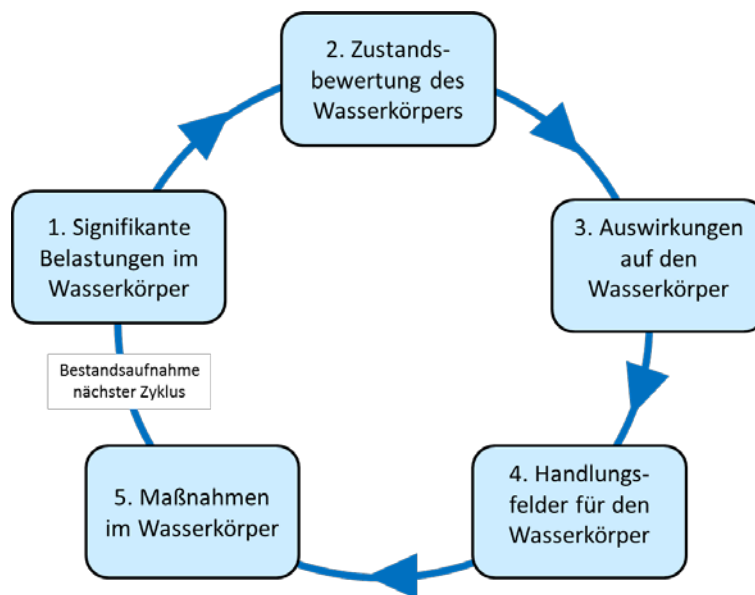 1. Signifikante
Belastungen im
Wasserkörper
2. Zustands-
bewertung des
Wasserkörpers
3. Auswirkungen
auf den
Wasserkörper
4. Handlungs-
felder für den
Wasserkörper
5. Maßnahmen
im Wasserkörper
Bestandsaufnahme
nächster Zyklus